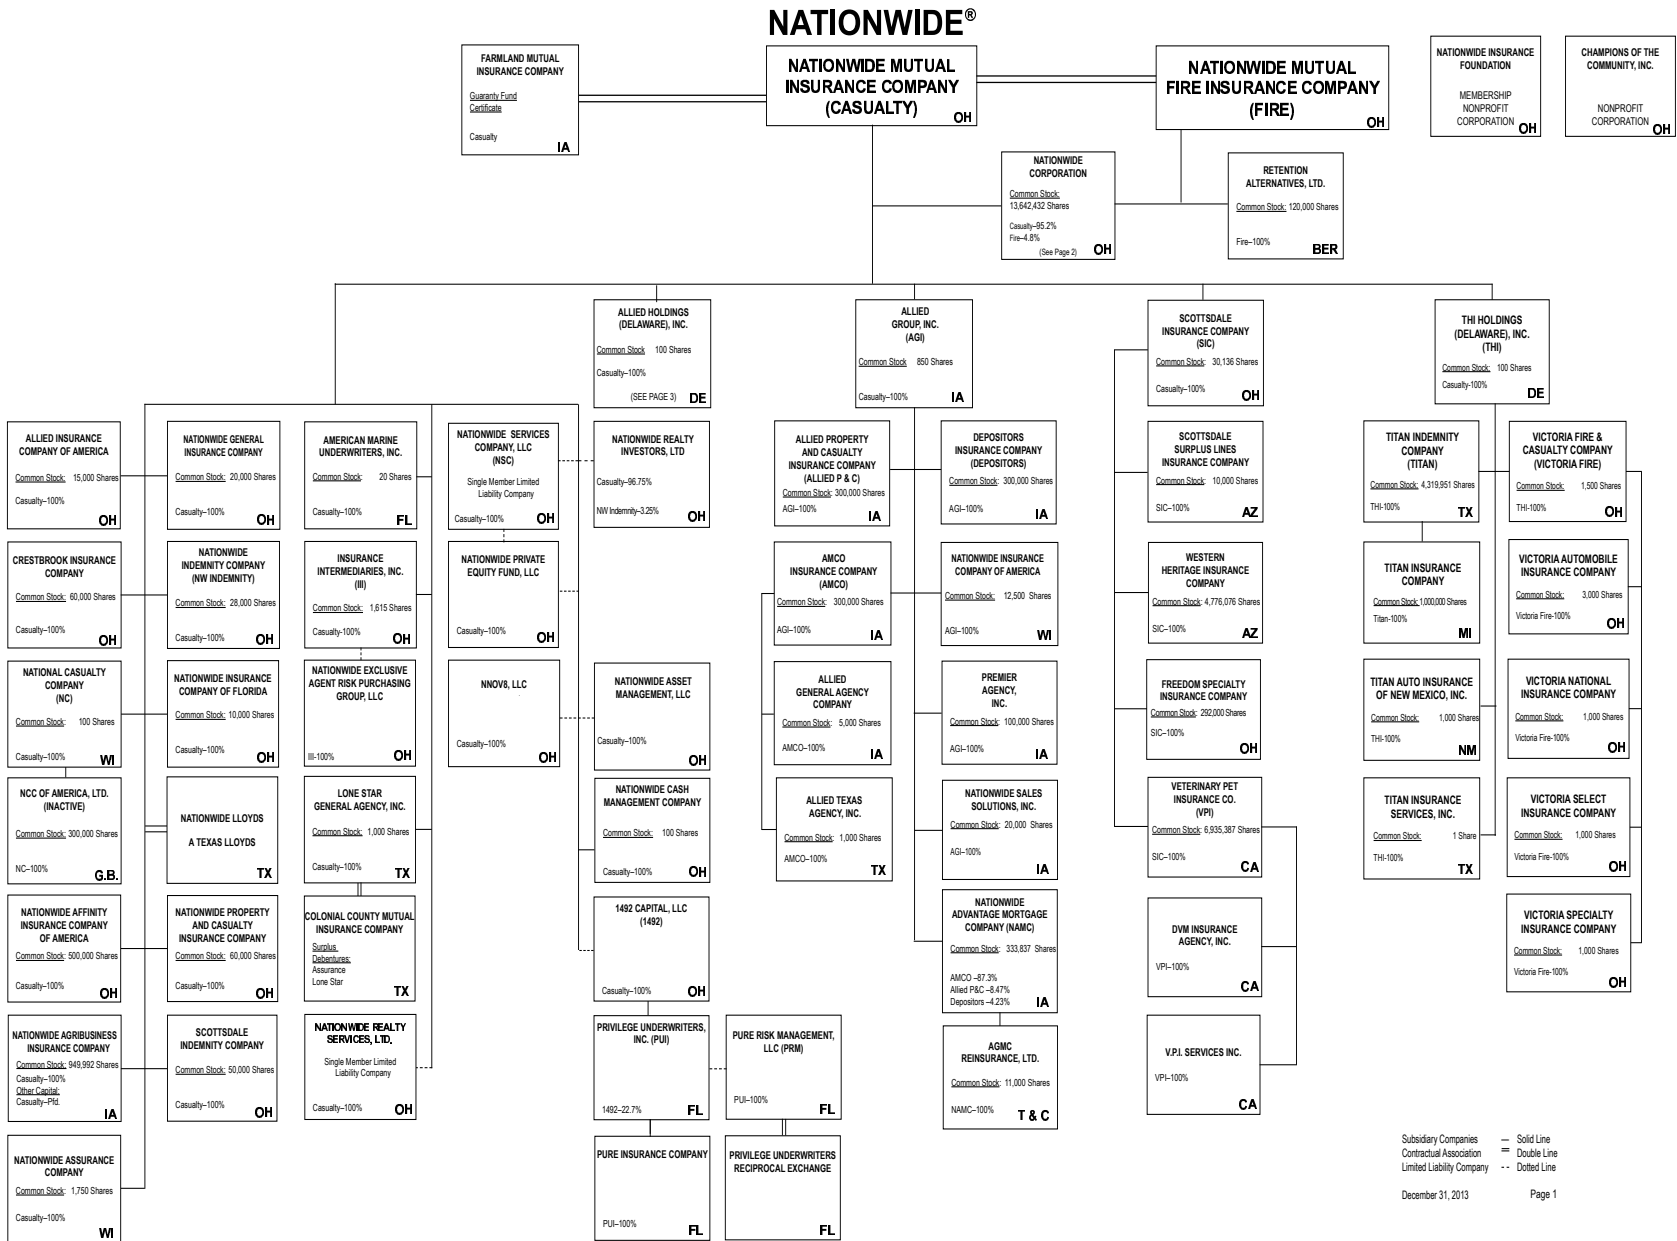 NATIONWIDE®
FARMLAND MUTUAL
INSURANCE COMPANY
Guaranty Fund
Certificate
Casualty
IA
NATIONWIDE MUTUAL
INSURANCE COMPANY
(CASUALTY)
OH
NATIONWIDE MUTUAL
FIRE INSURANCE COMPANY
(FIRE)
OH
NATIONWIDE INSURANCE
FOUNDATION
MEMBERSHIP
NONPROFIT
CORPORATION
OH
CHAMPIONS OF THE
COMMUNITY, INC.
NONPROFIT
CORPORATION
OH
NATIONWIDE
CORPORATION
Common Stock:
13,642,432 Shares
Casualty–95.2%
Fire–4.8%
(See Page 2)
OH
RETENTION
ALTERNATIVES, LTD.
Common Stock: 120,000 Shares
Fire–100%
BER
ALLIED HOLDINGS
(DELAWARE), INC.
Common Stock 100 Shares
Casualty–100%
(SEE PAGE 3)
DE
ALLIED
GROUP, INC.
(AGI)
Common Stock 850 Shares
Casualty–100%
IA
SCOTTSDALE
INSURANCE COMPANY
(SIC)
Common Stock: 30,136 Shares
Casualty–100%
OH
THI HOLDINGS
(DELAWARE), INC.
(THI)
Common Stock: 100 Shares
Casualty-100%
DE
ALLIED INSURANCE
COMPANY OF AMERICA
Common Stock: 15,000 Shares
Casualty–100%
OH
NATIONWIDE GENERAL
INSURANCE COMPANY
Common Stock: 20,000 Shares
Casualty–100%
OH
AMERICAN MARINE
UNDERWRITERS, INC.
Common Stock: 20 Shares
Casualty–100%
FL
NATIONWIDE SERVICES
COMPANY, LLC
(NSC)
Single Member Limited
Liability Company
Casualty–100%
OH
NATIONWIDE REALTY
INVESTORS, LTD
Casualty–96.75%
NW Indemnity–3.25%
OH
ALLIED PROPERTY
AND CASUALTY
INSURANCE COMPANY
(ALLIED P & C)
Common Stock: 300,000 Shares
AGI–100%
IA
DEPOSITORS
INSURANCE COMPANY
(DEPOSITORS)
Common Stock: 300,000 Shares
AGI–100%
IA
SCOTTSDALE
SURPLUS LINES
INSURANCE COMPANY
Common Stock: 10,000 Shares
SIC–100%
AZ
TITAN INDEMNITY
COMPANY
(TITAN)
Common Stock: 4,319,951 Shares
THI-100%
TX
VICTORIA FIRE &
CASUALTY COMPANY
(VICTORIA FIRE)
Common Stock: 1,500 Shares
THI-100%
OH
CRESTBROOK INSURANCE
COMPANY
Common Stock: 60,000 Shares
Casualty–100%
OH
NATIONWIDE
INDEMNITY COMPANY
(NW INDEMNITY)
Common Stock: 28,000 Shares
Casualty–100%
OH
INSURANCE
INTERMEDIARIES, INC.
(III)
Common Stock: 1,615 Shares
Casualty-100%
OH
NATIONWIDE PRIVATE
EQUITY FUND, LLC
Casualty–100%
OH
AMCO
INSURANCE COMPANY
(AMCO)
Common Stock: 300,000 Shares
AGI–100%
IA
NATIONWIDE INSURANCE
COMPANY OF AMERICA
Common Stock: 12,500 Shares
AGI–100%
WI
WESTERN
HERITAGE INSURANCE
COMPANY
Common Stock: 4,776,076 Shares
SIC–100%
AZ
TITAN INSURANCE
COMPANY
Common Stock: 1,000,000 Shares
Titan-100%
MI
VICTORIA AUTOMOBILE
INSURANCE COMPANY
Common Stock: 3,000 Shares
Victoria Fire-100%
OH
NATIONAL CASUALTY
COMPANY
(NC)
Common Stock: 100 Shares
Casualty–100%
WI
NATIONWIDE INSURANCE
COMPANY OF FLORIDA
Common Stock: 10,000 Shares
Casualty–100%
OH
NATIONWIDE EXCLUSIVE
AGENT RISK PURCHASING
GROUP, LLC
III-100%
OH
NNOV8, LLC
Casualty–100%
OH
NATIONWIDE ASSET
MANAGEMENT, LLC
Casualty–100%
OH
ALLIED
GENERAL AGENCY
COMPANY
Common Stock: 5,000 Shares
AMCO–100%
IA
PREMIER
AGENCY,
INC.
Common Stock: 100,000 Shares
AGI–100%
IA
FREEDOM SPECIALTY
INSURANCE COMPANY
Common Stock: 292,000 Shares
SIC–100%
OH
TITAN AUTO INSURANCE
OF NEW MEXICO, INC.
Common Stock: 1,000 Shares
THI-100%
NM
VICTORIA NATIONAL
INSURANCE COMPANY
Common Stock: 1,000 Shares
Victoria Fire-100%
OH
NCC OF AMERICA, LTD.
(INACTIVE)
Common Stock: 300,000 Shares
NC–100%
G.B.
NATIONWIDE LLOYDS
A TEXAS LLOYDS
TX
LONE STAR
GENERAL AGENCY, INC.
Common Stock: 1,000 Shares
Casualty–100%
TX
NATIONWIDE CASH
MANAGEMENT COMPANY
Common Stock: 100 Shares
Casualty–100%
OH
ALLIED TEXAS
AGENCY, INC.
Common Stock: 1,000 Shares
AMCO–100%
TX
NATIONWIDE SALES
SOLUTIONS, INC.
Common Stock: 20,000 Shares
AGI–100%
IA
VETERINARY PET
INSURANCE CO.
(VPI)
Common Stock: 6,935,387 Shares
SIC–100%
CA
TITAN INSURANCE
SERVICES, INC.
Common Stock: 1 Share
THI-100%
TX
VICTORIA SELECT
INSURANCE COMPANY
Common Stock: 1,000 Shares
Victoria Fire-100%
OH
NATIONWIDE AFFINITY
INSURANCE COMPANY
OF AMERICA
Common Stock: 500,000 Shares
Casualty–100%
OH
NATIONWIDE PROPERTY
AND CASUALTY
INSURANCE COMPANY
Common Stock: 60,000 Shares
Casualty–100%
OH
COLONIAL COUNTY MUTUAL
INSURANCE COMPANY
Surplus
Debentures:
Assurance
Lone Star
TX
1492 CAPITAL, LLC
(1492)
Casualty–100%
OH
NATIONWIDE
ADVANTAGE MORTGAGE
COMPANY (NAMC)
Common Stock: 333,837 Shares
AMCO –87.3%
Allied P&C –8.47%
Depositors –4.23%
IA
DVM INSURANCE
AGENCY, INC.
VPI–100%
CA
VICTORIA SPECIALTY
INSURANCE COMPANY
Common Stock: 1,000 Shares
Victoria Fire-100%
OH
NATIONWIDE AGRIBUSINESS
INSURANCE COMPANY
Common Stock: 949,992 Shares
Casualty–100%
Other Capital:
Casualty–Pfd.
IA
SCOTTSDALE
INDEMNITY COMPANY
Common Stock: 50,000 Shares
Casualty–100%
OH
NATIONWIDE REALTY
SERVICES, LTD.
Single Member Limited
Liability Company
Casualty–100%
OH
PRIVILEGE UNDERWRITERS,
INC. (PUI)
1492–22.7%
FL
PURE RISK MANAGEMENT,
LLC (PRM)
PUI–100%
FL
AGMC
REINSURANCE, LTD.
Common Stock: 11,000 Shares
NAMC–100%
T & C
V.P.I. SERVICES INC.
VPI–100%
CA
NATIONWIDE ASSURANCE
COMPANY
Common Stock: 1,750 Shares
Casualty–100%
WI
PURE INSURANCE COMPANY
PUI–100%
FL
PRIVILEGE UNDERWRITERS
RECIPROCAL EXCHANGE
FL
Subsidiary Companies — Solid Line
Contractual Association = Double Line
Limited Liability Company -- Dotted Line
December 31, 2013 Page 1